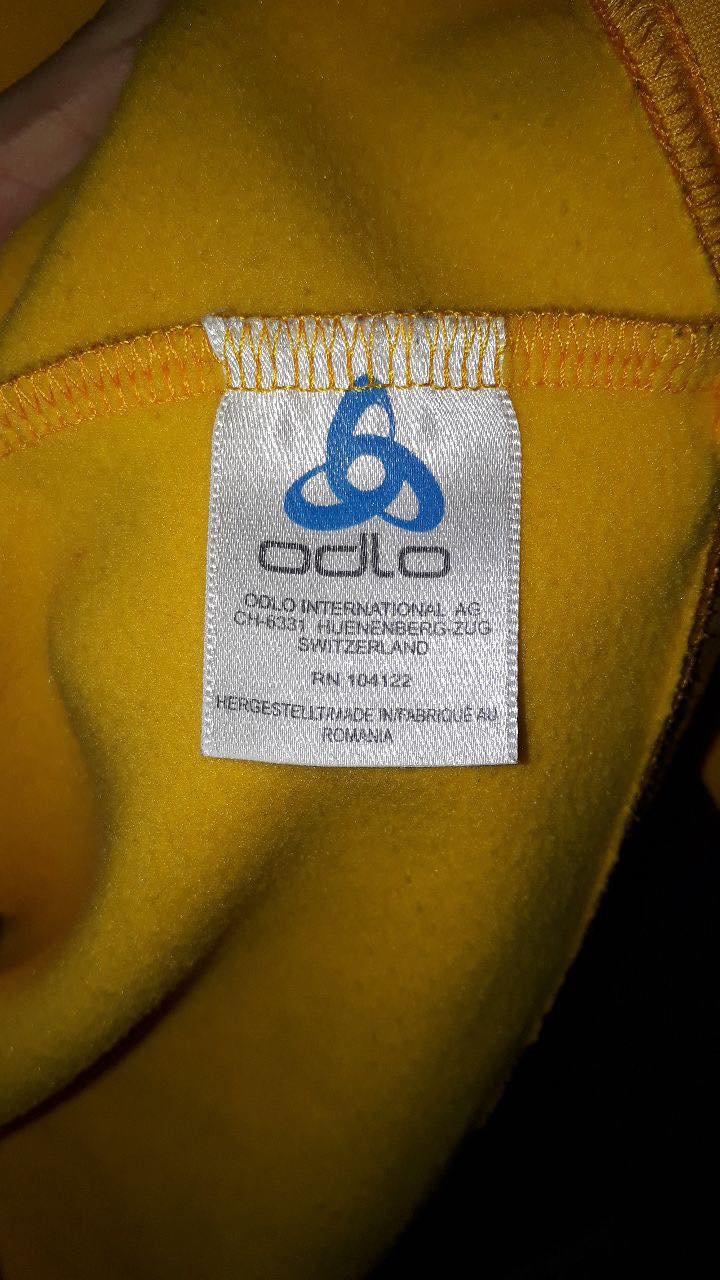 odlo
ODLO INTERNATIONAL AG
CH-6331 HUENENBERG-ZUG
SWITZERLAND
RN 104122
HERGESTELLT/MADE IN/FABRIQUÉ AU
ROMANIA